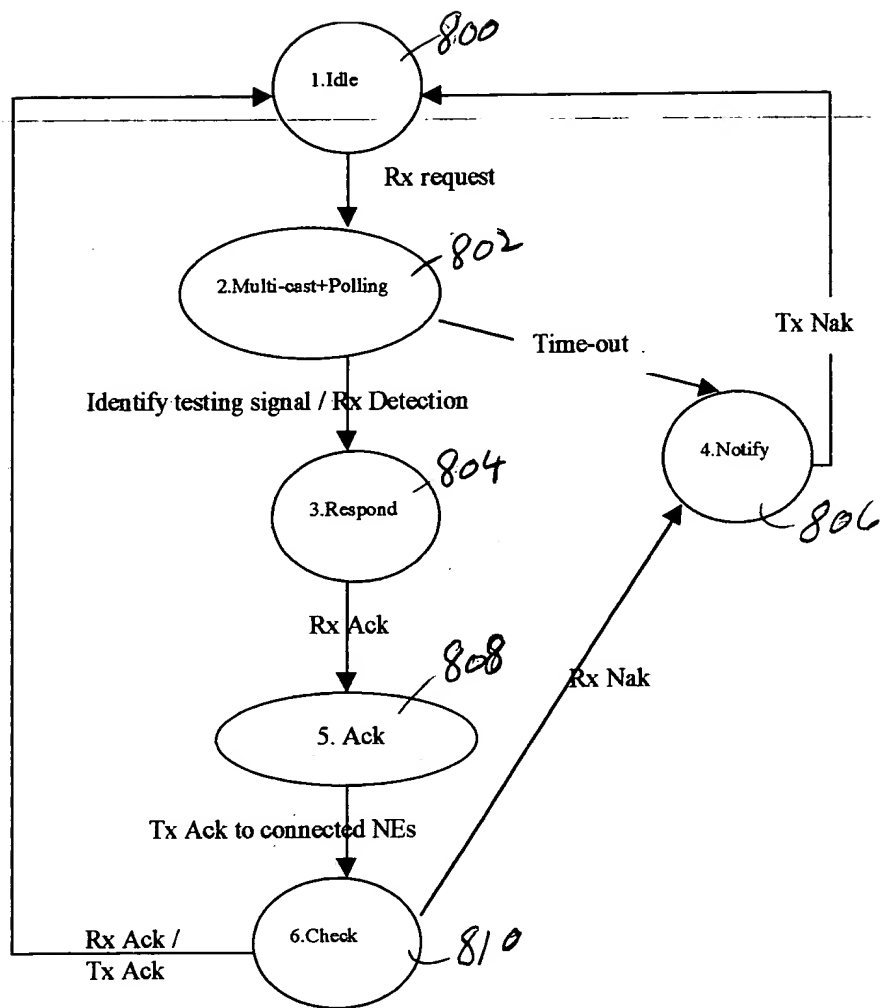 800
1.Idle
Rx request
802
2.Multi-cast+Polling
Tx Nak
Time-out
Identify testing signal / Rx Detection
804
4.Notify
3.Respond
806
Rx Ack
808
Rx Nak
5. Ack
Tx Ack to connected NEs
6.Check
810
Rx Ack /
Tx Ack